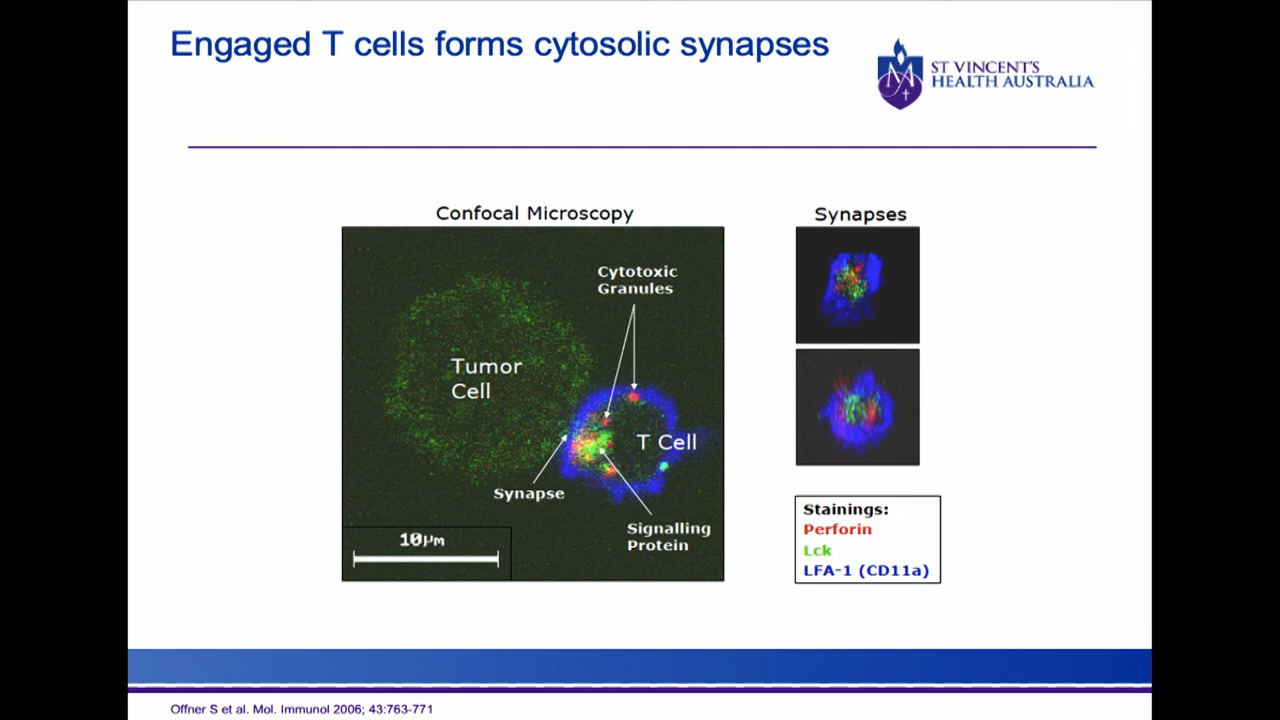 Engaged T cells forms cytosolic synapses
ST VINCENT'S
HEALTH AUSTRALIA
Confocal Microscopy
Cytotoxic
Granules
Tumor
Cell
T Cell
Synapse
Signalling
Protein
10µm
Synapses
Stainings:
Perforin
Lck
LFA-1 (CD11a)
Offner S et al. Mol. Immunol 2006; 43:763-771